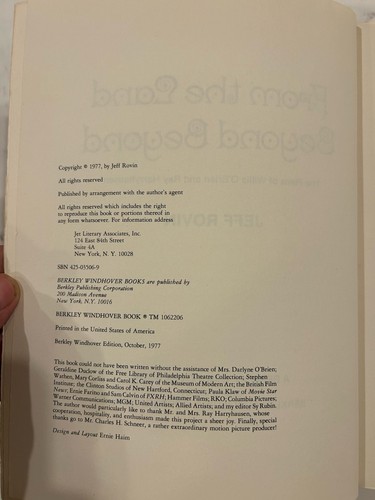 Copyright © 1977, by Jeff Rovin
All rights reserved
Published by arrangement with the author's agent
All rights reserved which includes the right
to reproduce this book or portions thereof in
any form whatsoever. For information address
Jet Literary Associates, Inc.
124 East 84th Street
Suite 4A
New York, N. Y. 10028
SBN 425-03506-9
BERKLEY WINDHOVER BOOKS are published by
Berkley Publishing Corporation
200 Madison Avenue
New York, N.Y. 10016
BERKLEY WINDHOVER BOOK ® TM 1062206
Printed in the United States of America
Berkley Windhover Edition, October, 1977
This book could not have been written without the assistance of Mrs. Darlyne O'Brien;
Geraldine Duclow of the Free Library of Philadelphia Theatre Collection; Stephen
Wathen, Mary Corliss and Carol K. Carey of the Museum of Modern Art; the British Film
Institute; the Clinton Studios of New Hartford, Connecticut; Paula Klaw of Movie Star
News; Ernie Farino and Sam Calvin of FXRH; Hammer Films; RKO; Columbia Pictures;
Warner Communications; MGM; United Artists; Allied Artists; and my editor Sy Rubin.
The author would particularly like to thank Mr. and Mrs. Ray Harryhausen, whose
cooperation, hospitality, and enthusiasm made this project a sheer joy. Finally, special
thanks go to Mr. Charles H. Schneer, a rather extraordinary motion picture producer!
Design and Layout Ernie Haim